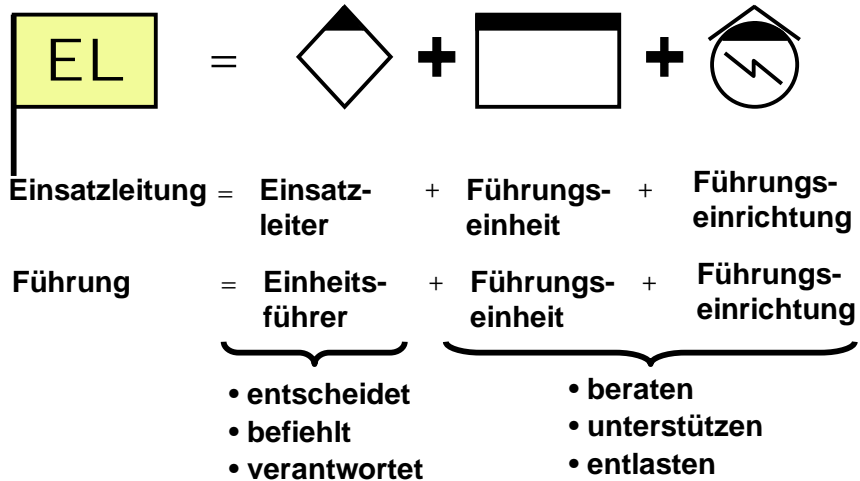 EL = + +
Einsatzleitung = Einsatz- + Führungs- + Führungs-
leiter einheit einrichtung
Führung = Einheits- + Führungs- + Führungs-
führer einheit einrichtung
• entscheidet • beraten
• befiehlt • unterstützen
• verantwortet • entlasten